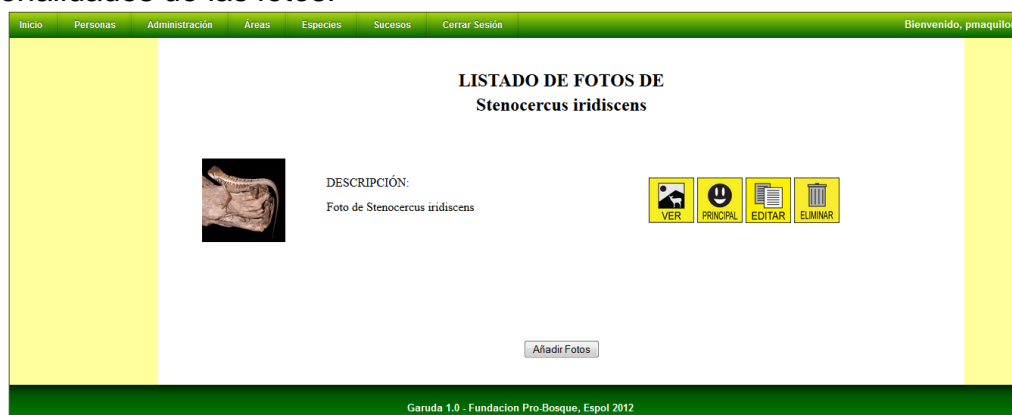 onalidades de las fotos.
Inicio Personas Administración Áreas Especies Sucesos Cerrar Sesión Bienvenido, pmaquilo
LISTADO DE FOTOS DE
Stenocercus iridiscens
DESCRIPCIÓN:
Foto de Stenocercus iridiscens
VER PRINCIPAL EDITAR ELIMINAR
Añadir Fotos
Garuda 1.0 - Fundacion Pro-Bosque, Espol 2012